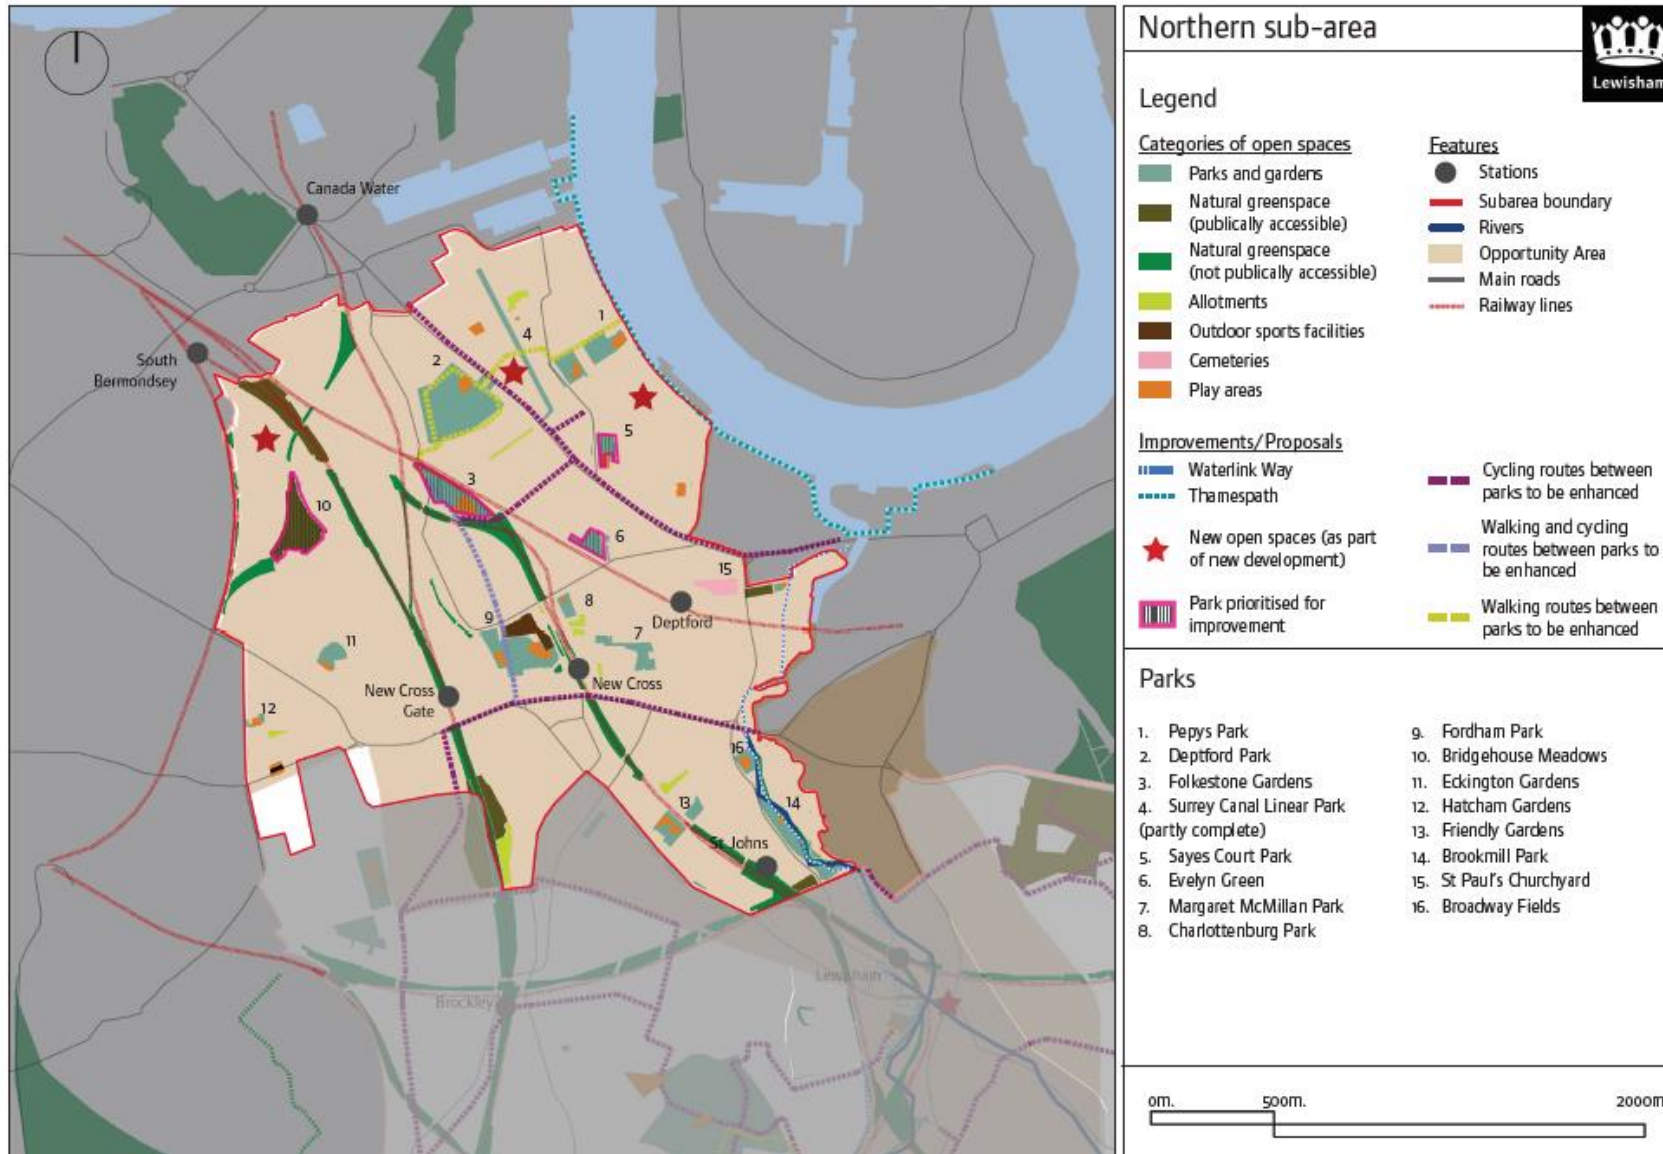 Northern sub-area
Lewisham
Legend
Categories of open spaces
Parks and gardens
Natural greenspace
(publically accessible)
Natural greenspace
(not publically accessible)
Allotments
Outdoor sports facilities
Cemeteries
Play areas
Features
Stations
Subarea boundary
Rivers
Opportunity Area
Main roads
Railway lines
Improvements/Proposals
Waterlink Way
Thamespath
New open spaces (as part
of new development)
Park prioritised for
improvement
Cycling routes between
parks to be enhanced
Walking and cycling
routes between parks to
be enhanced
Walking routes between
parks to be enhanced
Parks
1. Pepys Park
2. Deptford Park
3. Folkestone Gardens
4. Surrey Canal Linear Park
(partly complete)
5. Sayes Court Park
6. Evelyn Green
7. Margaret McMillan Park
8. Charlottenburg Park
9. Fordham Park
10. Bridgehouse Meadows
11. Eckington Gardens
12. Hatcham Gardens
13. Friendly Gardens
14. Brookmill Park
15. St Paul's Churchyard
16. Broadway Fields
0m. 500m. 2000m
Canada Water
South
Bermondsey
1
4
2
5
3
10
6
15
8
Deptford
9
7
11
New Cross
New Cross
Gate
12
16
14
13
St Johns
Lewisham
Brockley